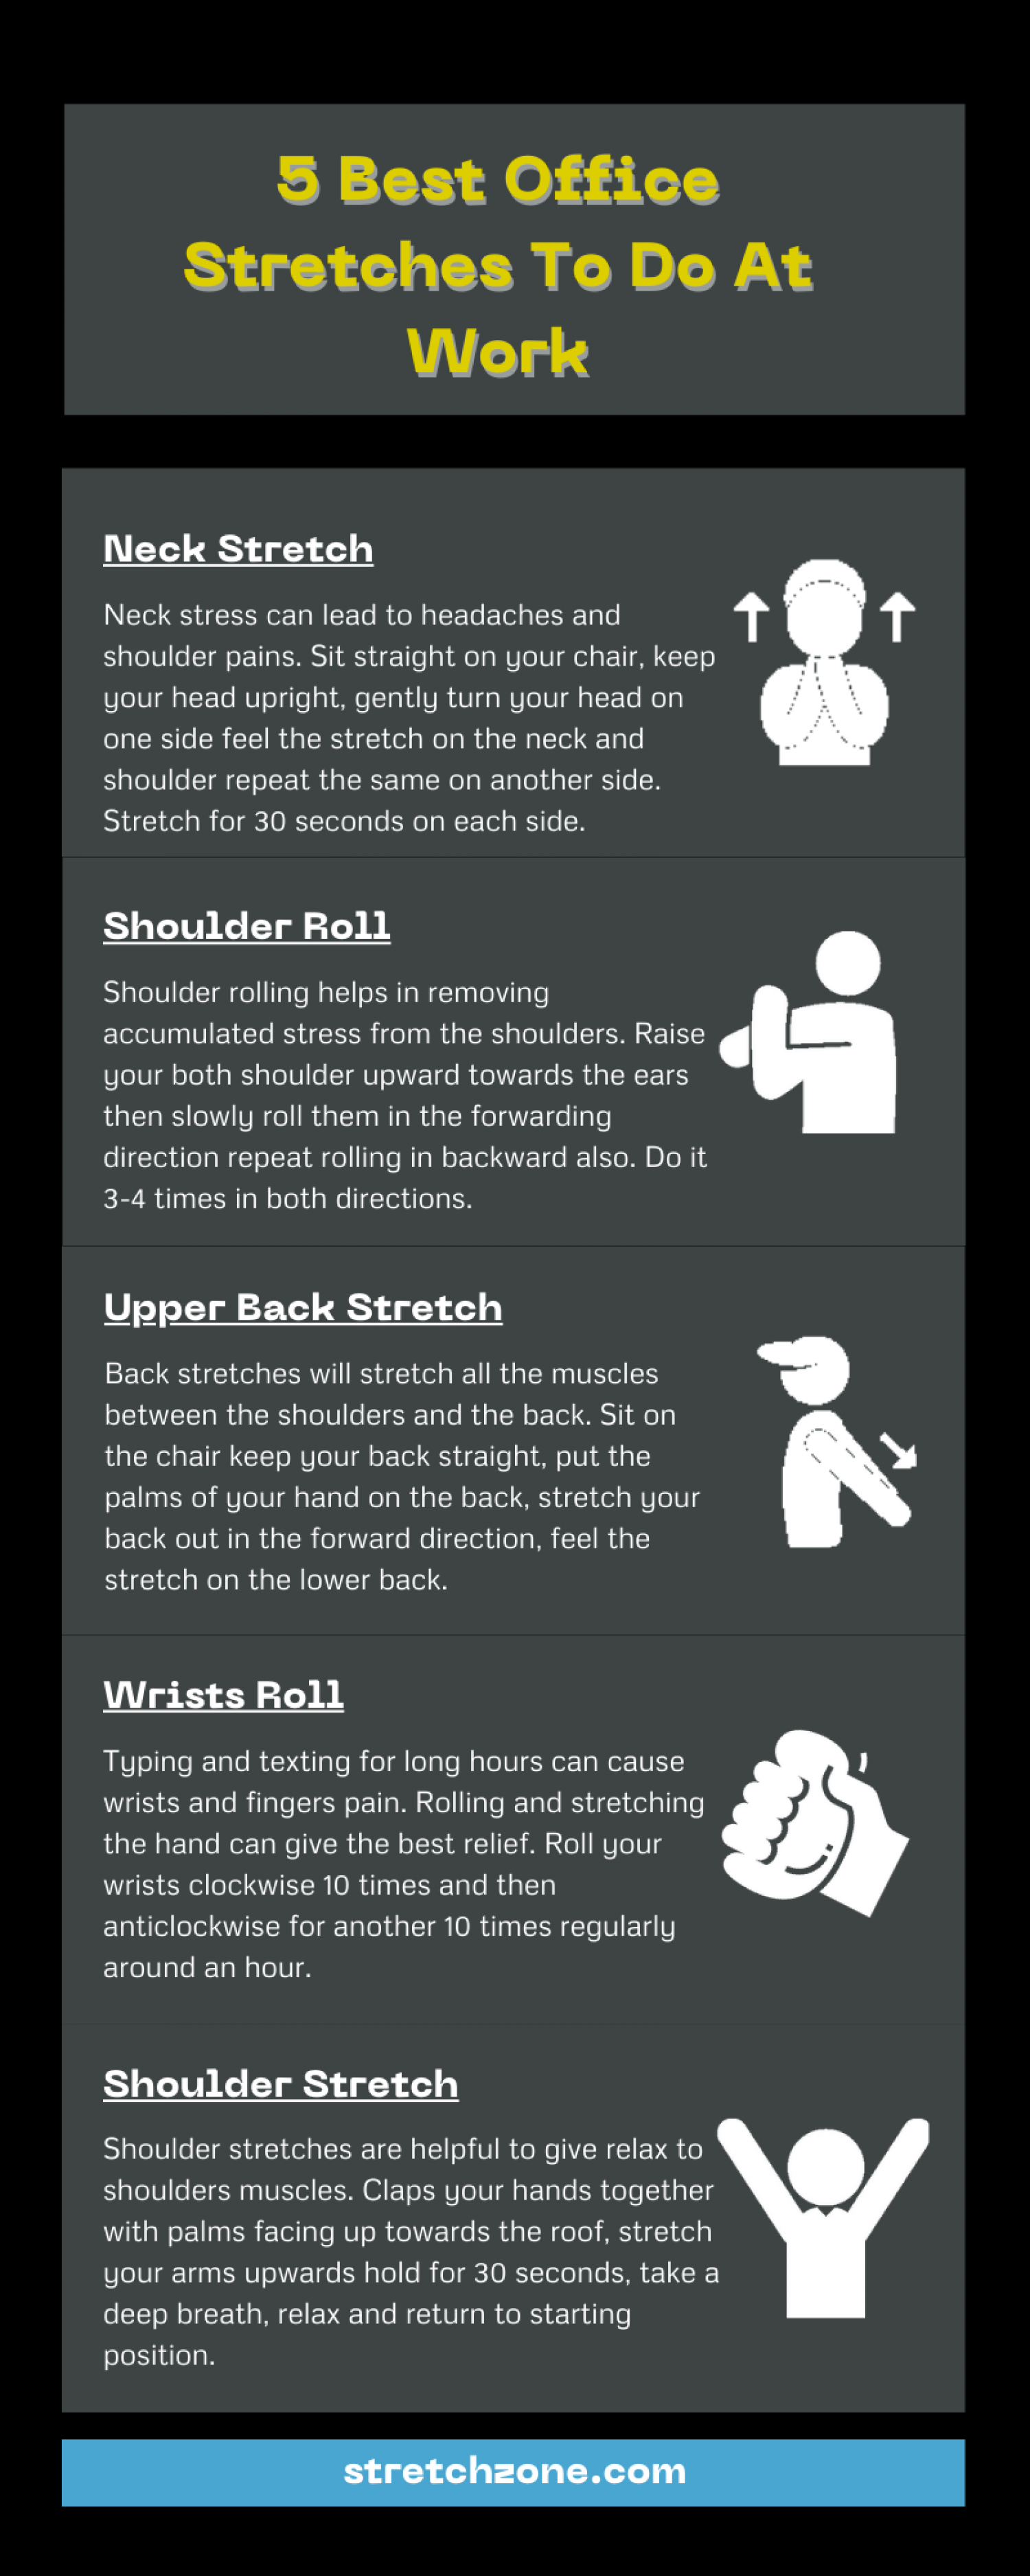 5 Best Office
Stretches To Do At
Work
Neck Stretch
Neck stress can lead to headaches and
shoulder pains. Sit straight on your chair, keep
your head upright, gently turn your head on
one side feel the stretch on the neck and
shoulder repeat the same on another side.
Stretch for 30 seconds on each side.
Shoulder Roll
Shoulder rolling helps in removing
accumulated stress from the shoulders. Raise
your both shoulder upward towards the ears
then slowly roll them in the forwarding
direction repeat rolling in backward also. Do it
3-4 times in both directions.
Upper Back Stretch
Back stretches will stretch all the muscles
between the shoulders and the back. Sit on
the chair keep your back straight, put the
palms of your hand on the back, stretch your
back out in the forward direction, feel the
stretch on the lower back.
Wrists Roll
Typing and texting for long hours can cause
wrists and fingers pain. Rolling and stretching
the hand can give the best relief. Roll your
wrists clockwise 10 times and then
anticlockwise for another 10 times regularly
around an hour.
Shoulder Stretch
Shoulder stretches are helpful to give relax to
shoulders muscles. Claps your hands together
with palms facing up towards the roof, stretch
your arms upwards hold for 30 seconds, take a
deep breath, relax and return to starting
position.
stretchzone.com